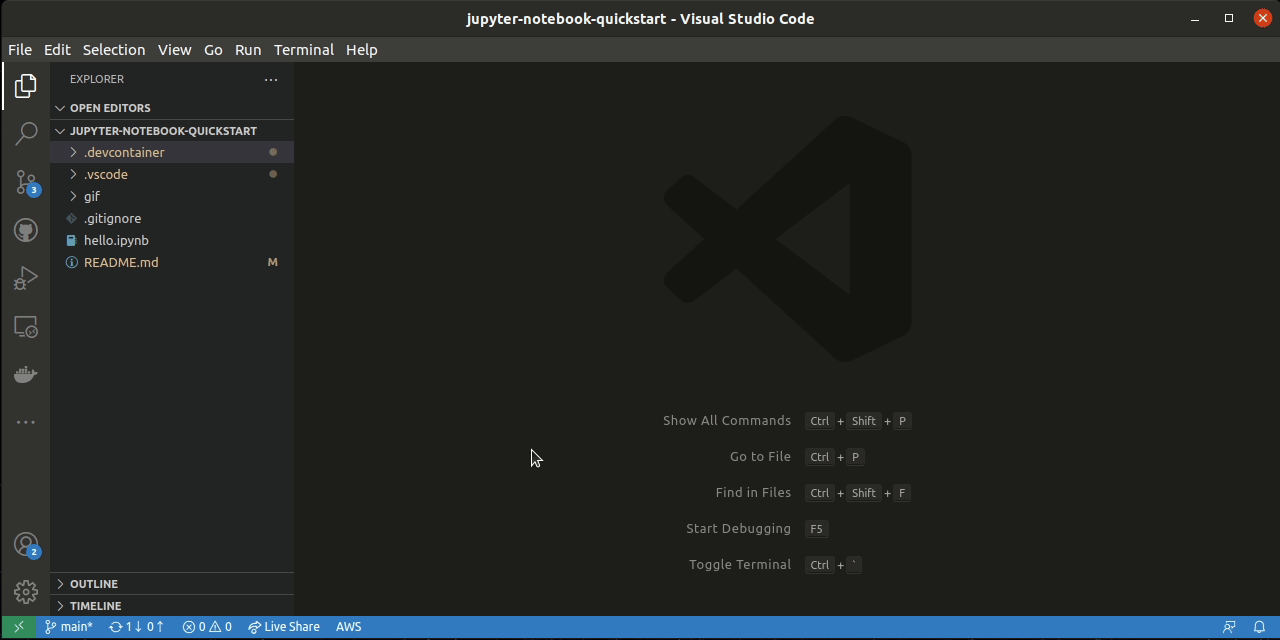 jupyter-notebook-quickstart - Visual Studio Code
File Edit Selection View Go Run Terminal Help
EXPLORER
OPEN EDITORS
JUPYTER-NOTEBOOK-QUICKSTART
.devcontainer
.vscode
gif
.gitignore
hello.ipynb
README.md M
3
2
Show All Commands Ctrl + Shift + P
Go to File Ctrl + P
Find in Files Ctrl + Shift + F
Start Debugging F5
Toggle Terminal Ctrl + `
OUTLINE
TIMELINE
main* 1↓ 0↑ 0 0 Live Share AWS